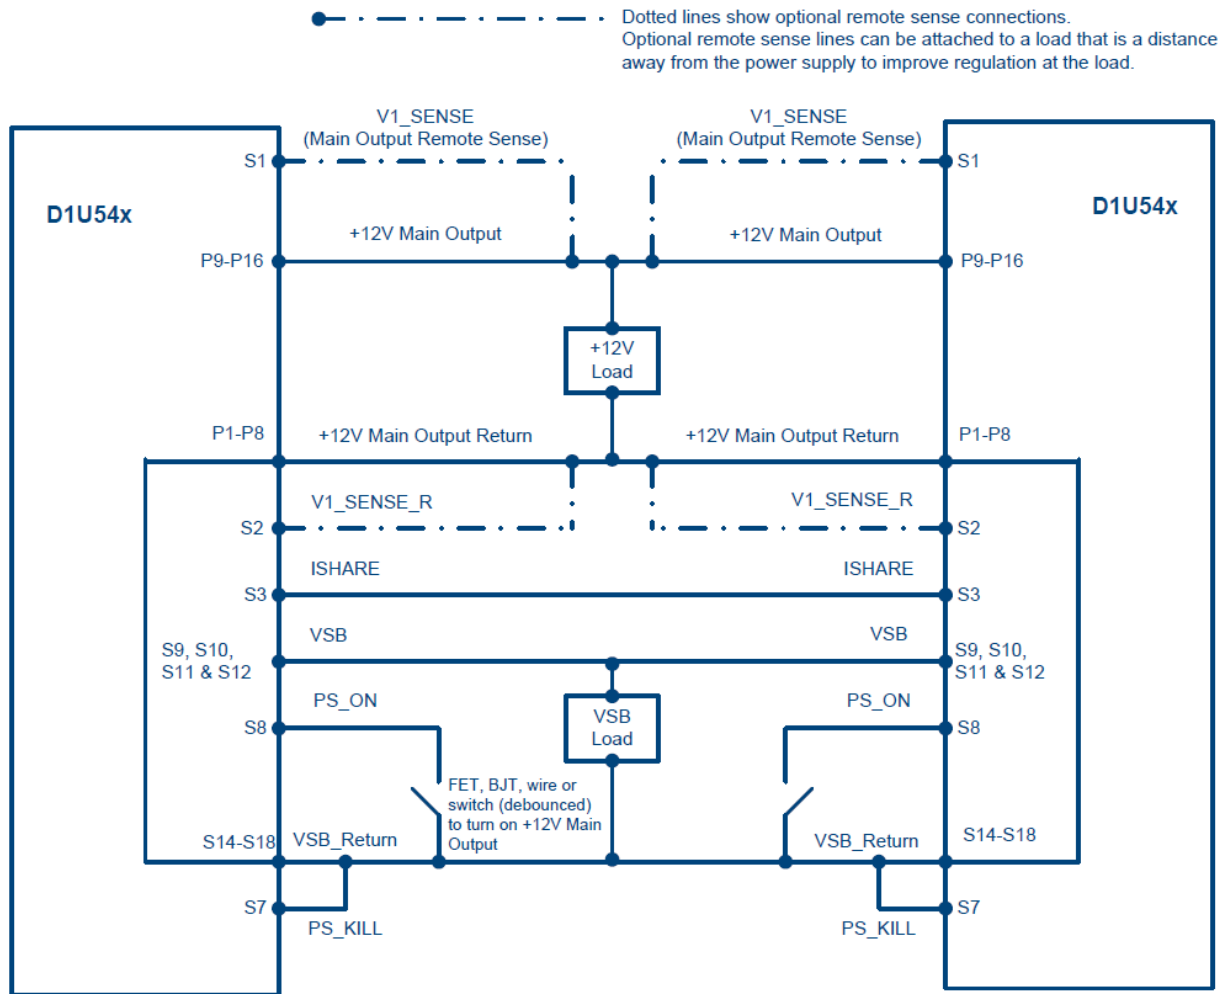 Dotted lines show optional remote sense connections.
Optional remote sense lines can be attached to a load that is a distance
away from the power supply to improve regulation at the load.
V1_SENSE
(Main Output Remote Sense)
V1_SENSE
(Main Output Remote Sense)
S1
S1
D1U54x
D1U54x
+12V Main Output
+12V Main Output
P9-P16
P9-P16
+12V
Load
P1-P8
+12V Main Output Return
+12V Main Output Return
P1-P8
V1_SENSE_R
V1_SENSE_R
S2
S2
ISHARE
ISHARE
S3
S3
VSB
VSB
S9, S10,
S11 & S12
S9, S10,
S11 & S12
PS_ON
PS_ON
S8
S8
VSB
Load
FET, BJT, wire or
switch (debounced)
to turn on +12V Main
Output
S14-S18
VSB_Return
VSB_Return
S14-S18
S7
S7
PS_KILL
PS_KILL